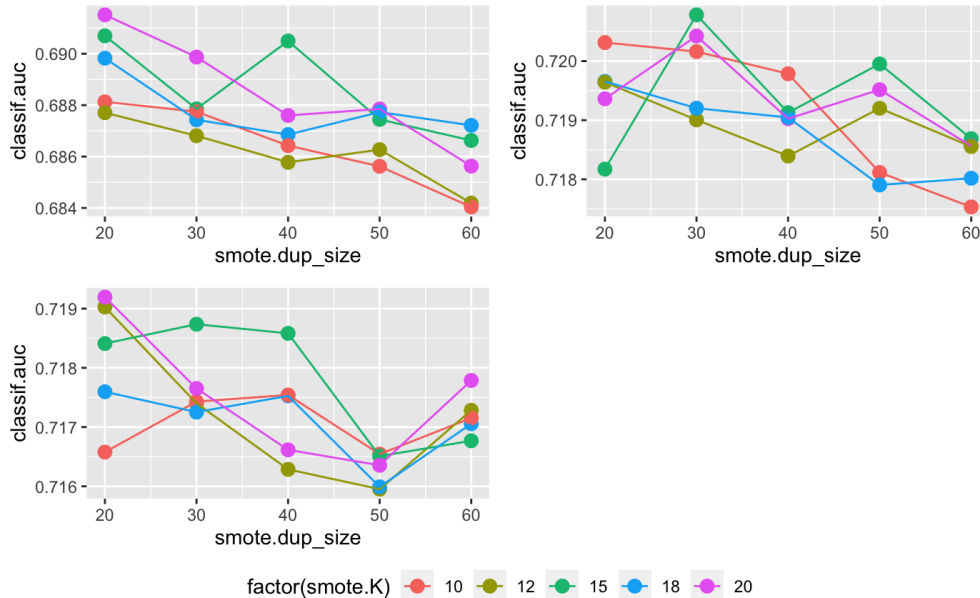 classif.auc
0.690
0.688
0.686
0.684
20 30 40 50 60
smote.dup_size
classif.auc
0.720
0.719
0.718
20 30 40 50 60
smote.dup_size
classif.auc
0.719
0.718
0.717
0.716
20 30 40 50 60
smote.dup_size
factor(smote.K) 10 12 15 18 20